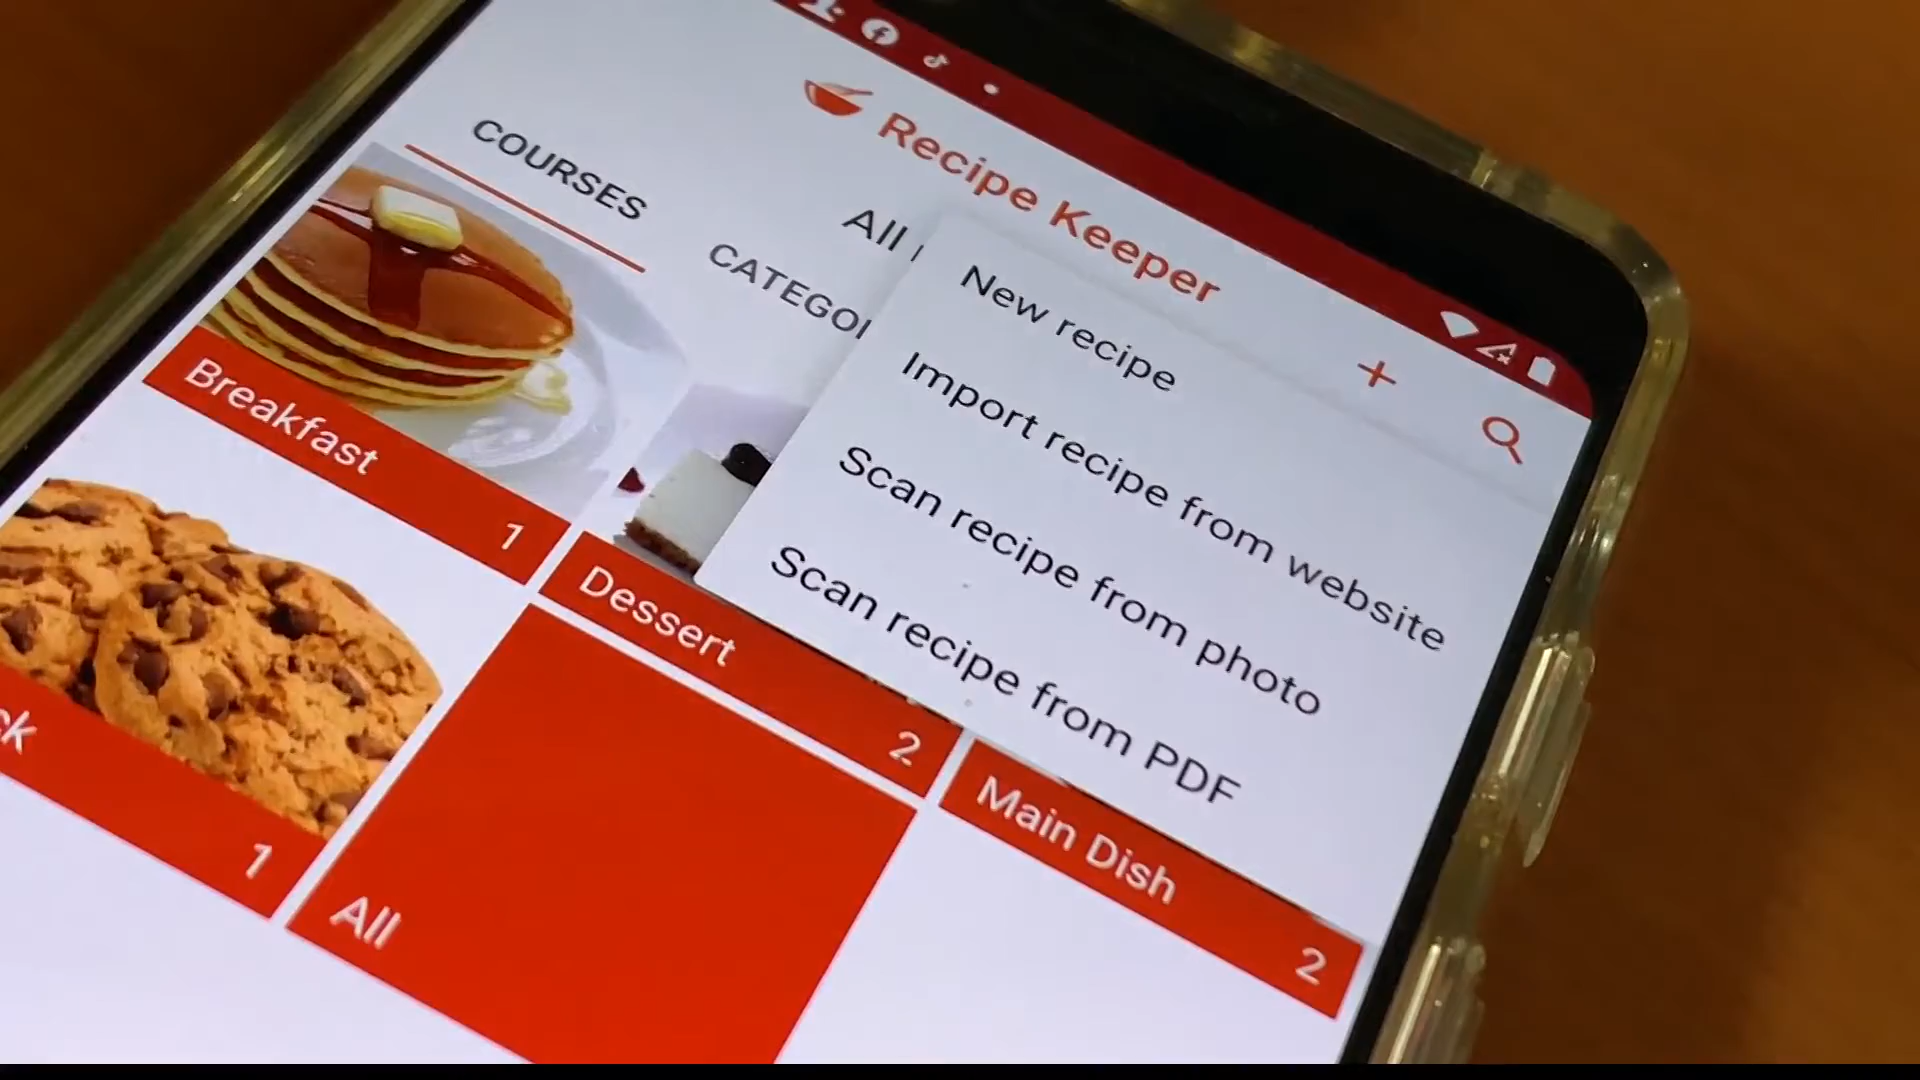 Recipe Keeper
COURSES
All
CATEGOI
New recipe
Import recipe from website
Scan recipe from photo
Scan recipe from PDF
Breakfast
1
Dessert
2
Main Dish
2
ck
1
All